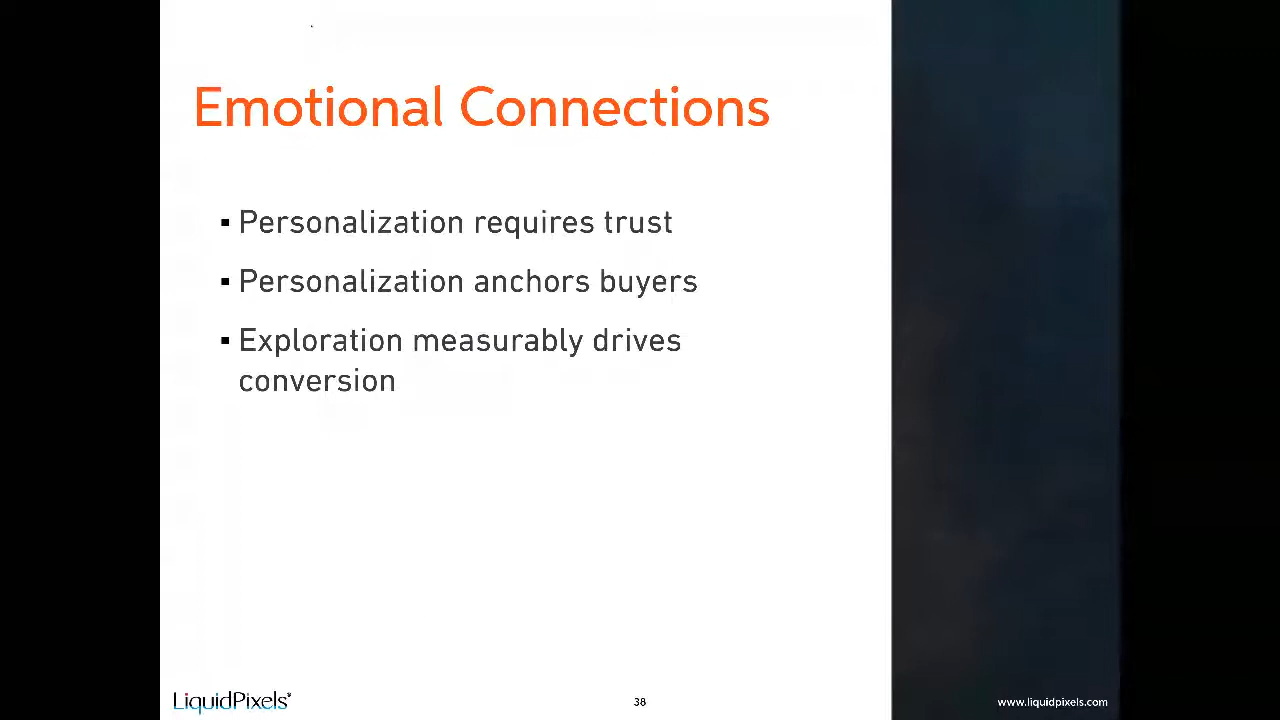 Emotional Connections
▪ Personalization requires trust
▪ Personalization anchors buyers
▪ Exploration measurably drives
conversion
LiquidPixels®
38
www.liquidpixels.com